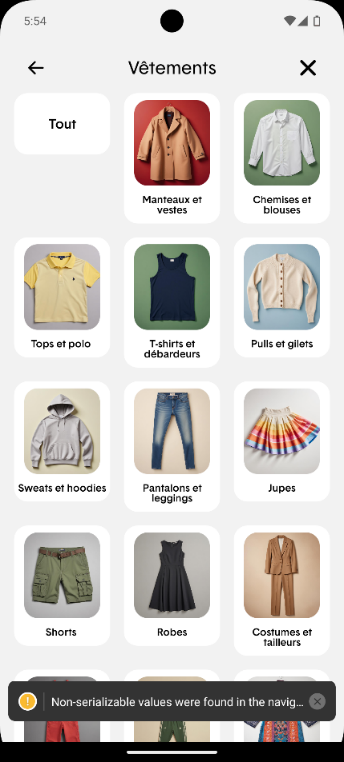 5:54
Vêtements
Tout
Manteaux et
vestes
Chemises et
blouses
Tops et polo
T-shirts et
débardeurs
Pulls et gilets
Sweats et hoodies
Pantalons et
leggings
Jupes
Shorts
Robes
Costumes et
tailleurs
Non-serializable values were found in the navig...